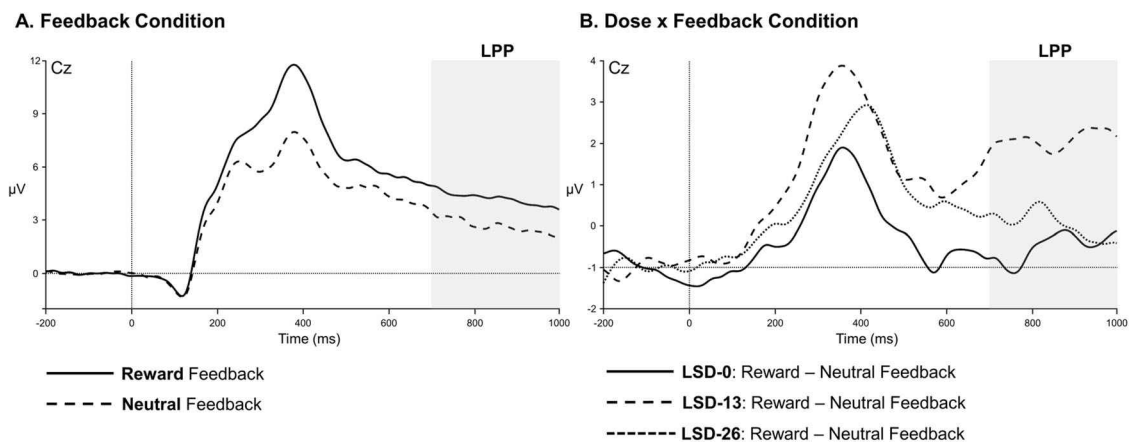 A. Feedback Condition
Cz
LPP
12
9
6
3
0
-2
µV
-200
0
200
400
600
800
1000
Time (ms)
Reward Feedback
Neutral Feedback
B. Dose x Feedback Condition
Cz
LPP
4
3
2
1
0
-1
-2
µV
-200
0
200
400
600
800
1000
Time (ms)
LSD-0: Reward – Neutral Feedback
LSD-13: Reward – Neutral Feedback
LSD-26: Reward – Neutral Feedback